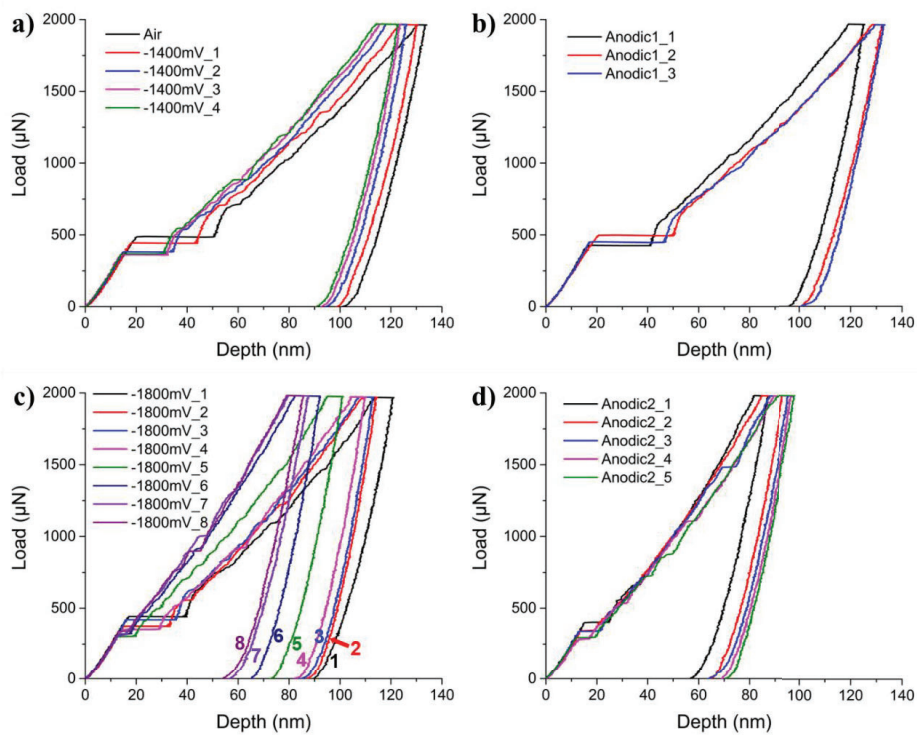 a)
2000
1500
1000
500
0
Load (µN)
Air
-1400mV_1
-1400mV_2
-1400mV_3
-1400mV_4
0 20 40 60 80 100 120 140
Depth (nm)
b)
2000
1500
1000
500
0
Load (µN)
Anodic1_1
Anodic1_2
Anodic1_3
0 20 40 60 80 100 120 140
Depth (nm)
c)
2000
1500
1000
500
0
Load (µN)
-1800mV_1
-1800mV_2
-1800mV_3
-1800mV_4
-1800mV_5
-1800mV_6
-1800mV_7
-1800mV_8
8 7 6 5 4 3 2 1
0 20 40 60 80 100 120 140
Depth (nm)
d)
2000
1500
1000
500
0
Load (µN)
Anodic2_1
Anodic2_2
Anodic2_3
Anodic2_4
Anodic2_5
0 20 40 60 80 100 120 140
Depth (nm)